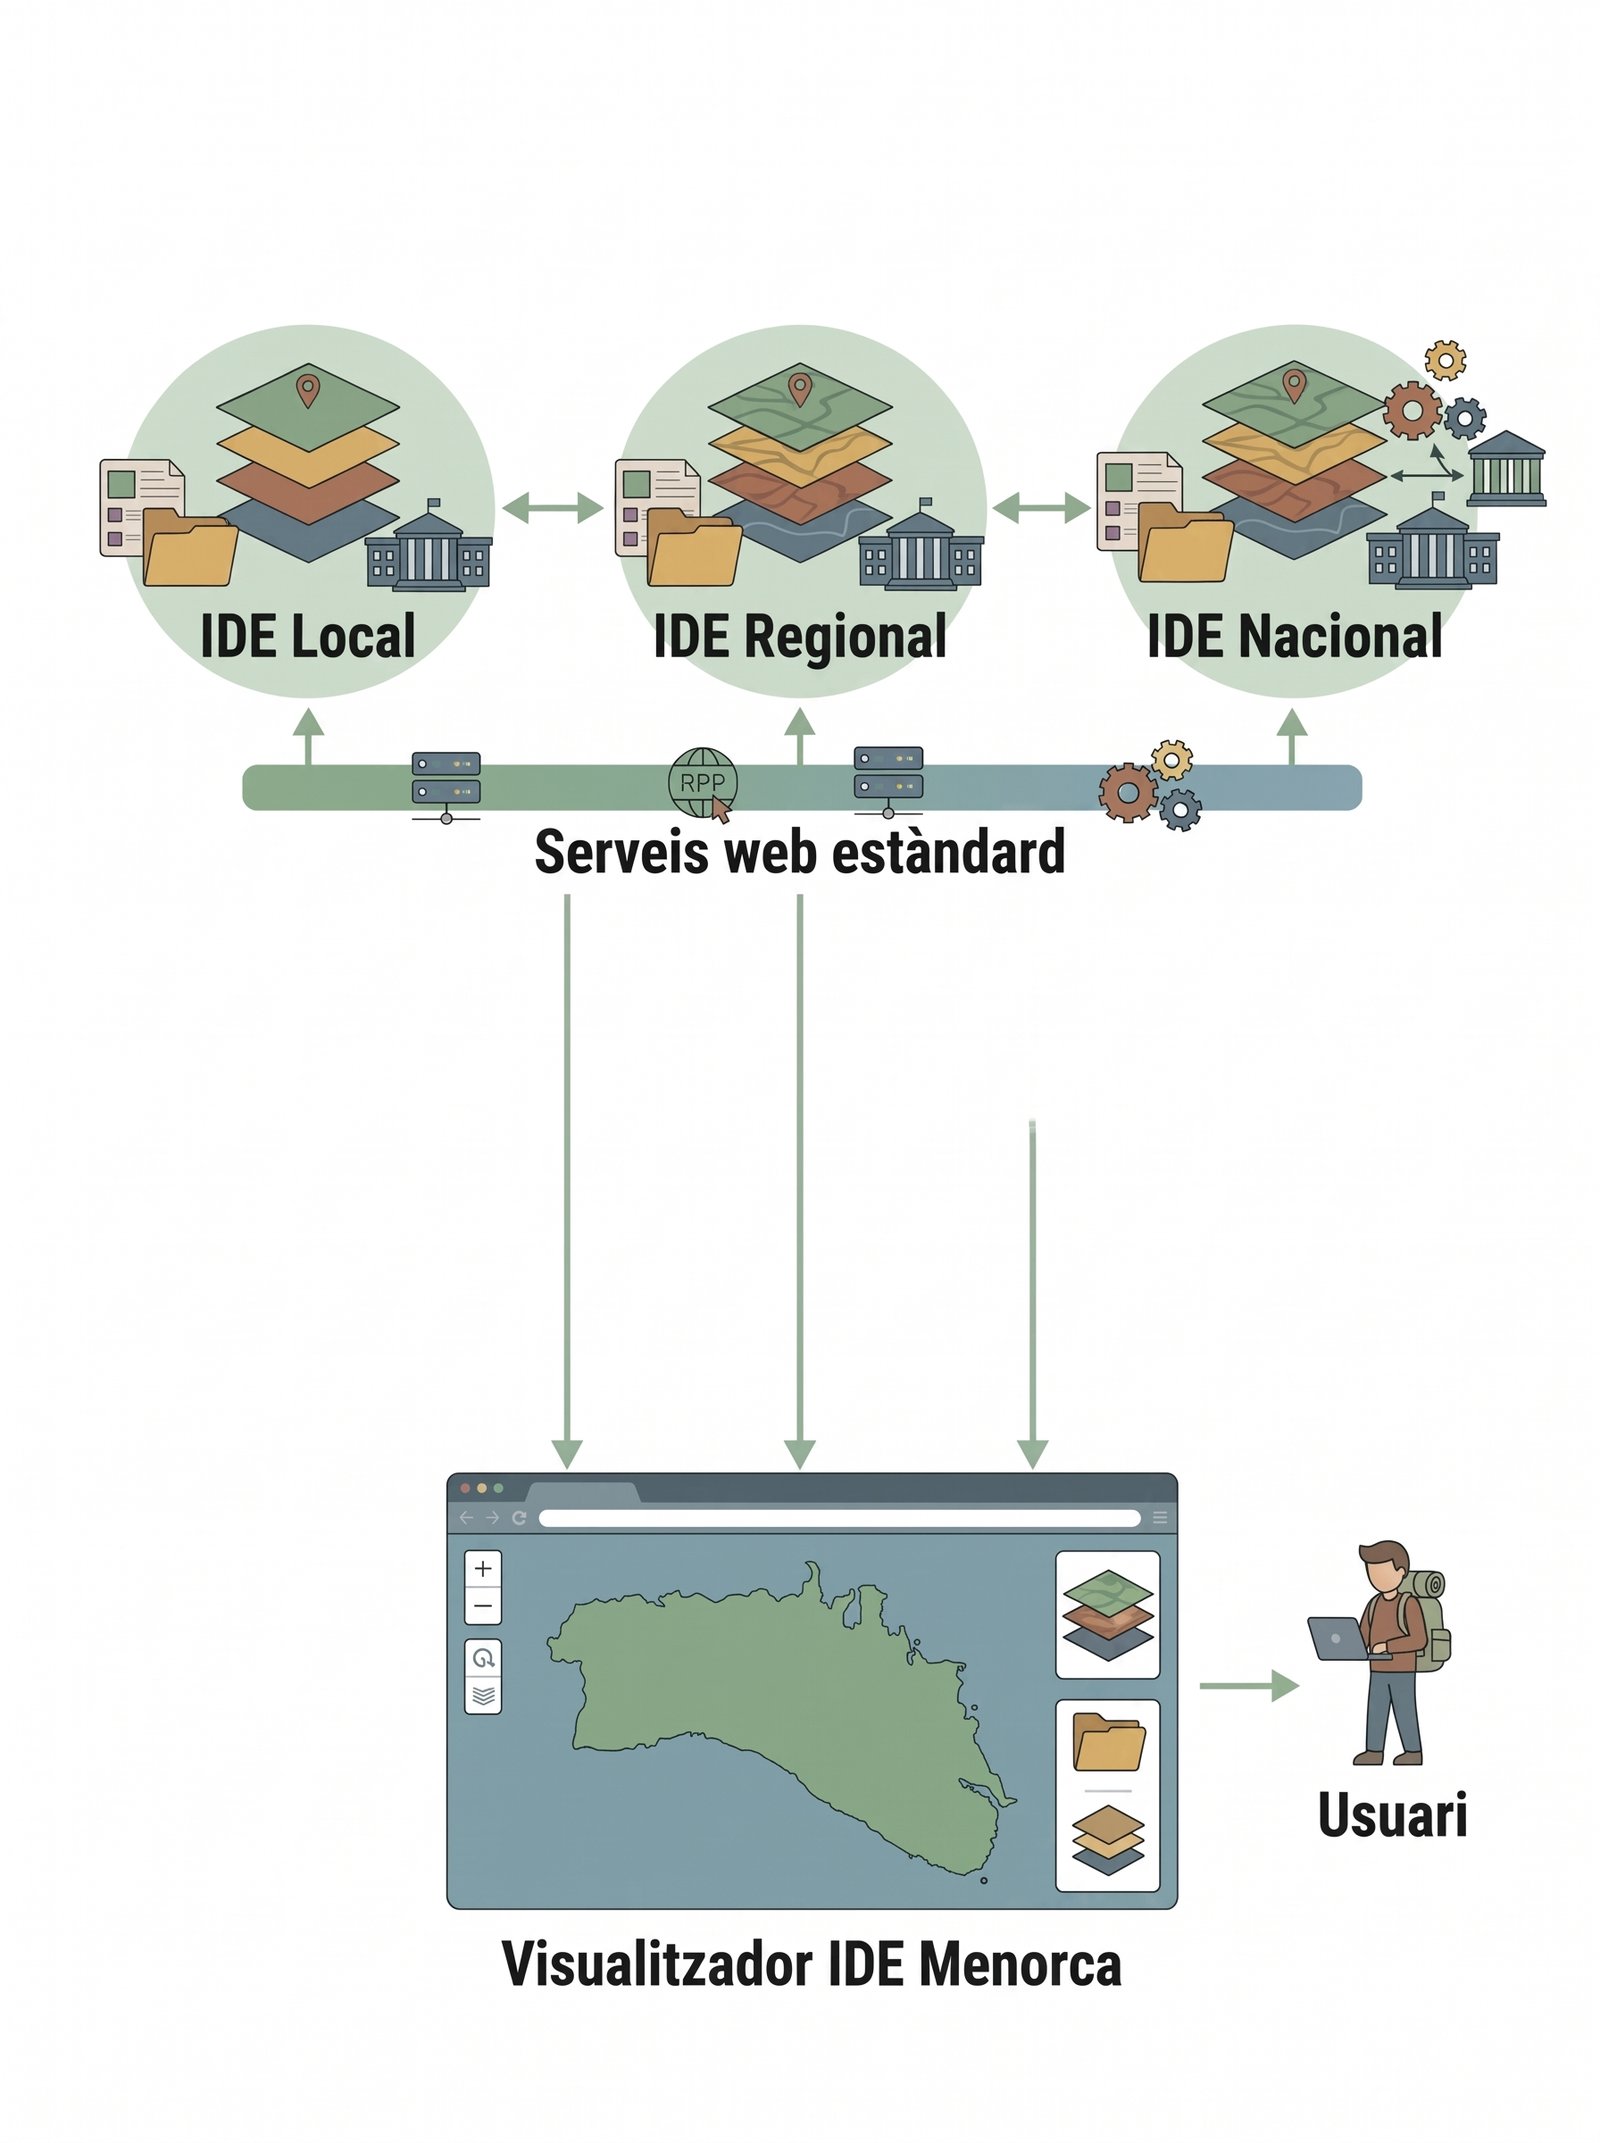 IDE Local
IDE Regional
IDE Nacional
RPP
Serveis web estàndard
Usuari
Visualitzador IDE Menorca